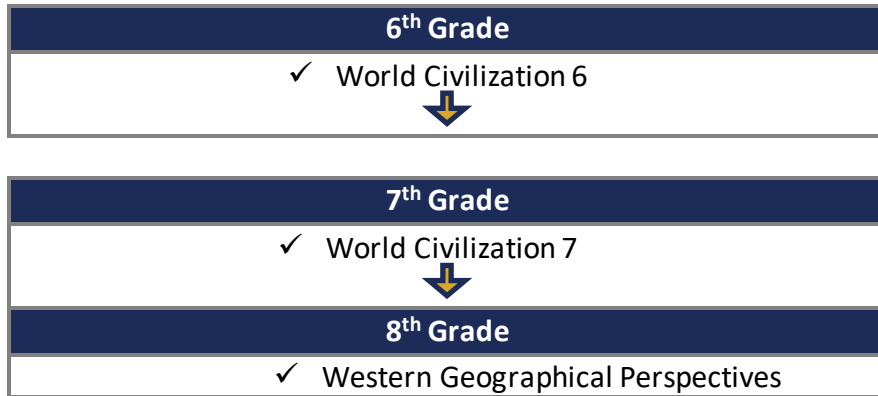 6th Grade
✓ World Civilization 6
7th Grade
✓ World Civilization 7
8th Grade
✓ Western Geographical Perspectives